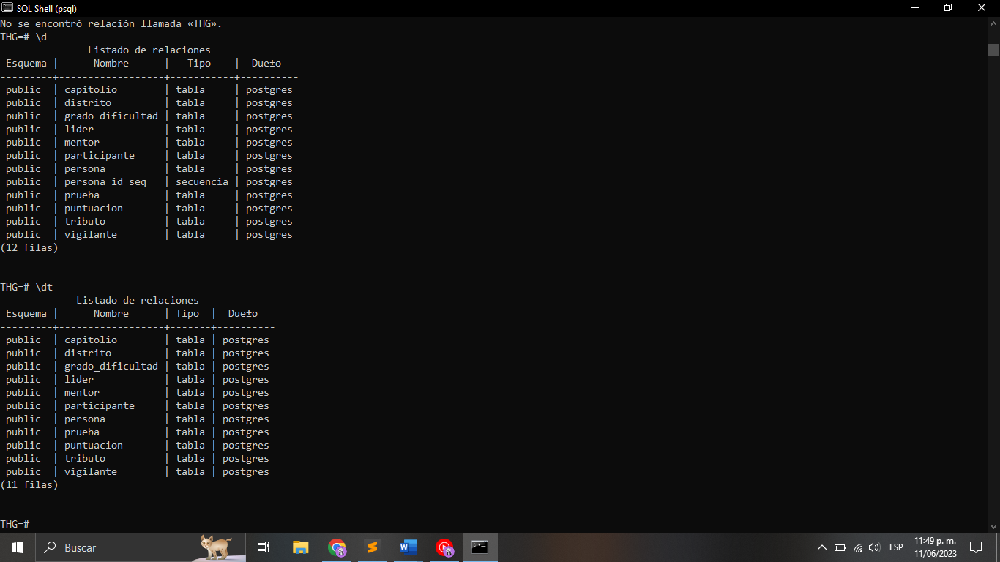 SQL Shell (psql)
No se encontró relación llamada «THG».
THG=# \d
Listado de relaciones
Esquema | Nombre | Tipo | Due±o
---------+------------------+-----------+----------
public | capitolio | tabla | postgres
public | distrito | tabla | postgres
public | grado_dificultad | tabla | postgres
public | lider | tabla | postgres
public | mentor | tabla | postgres
public | participante | tabla | postgres
public | persona | tabla | postgres
public | persona_id_seq | secuencia | postgres
public | prueba | tabla | postgres
public | puntuacion | tabla | postgres
public | tributo | tabla | postgres
public | vigilante | tabla | postgres
(12 filas)
THG=# \dt
Listado de relaciones
Esquema | Nombre | Tipo | Due±o
---------+------------------+-------+----------
public | capitolio | tabla | postgres
public | distrito | tabla | postgres
public | grado_dificultad | tabla | postgres
public | lider | tabla | postgres
public | mentor | tabla | postgres
public | participante | tabla | postgres
public | persona | tabla | postgres
public | prueba | tabla | postgres
public | puntuacion | tabla | postgres
public | tributo | tabla | postgres
public | vigilante | tabla | postgres
(11 filas)
THG=#
Buscar
ESP
11:49 p. m.
11/06/2023